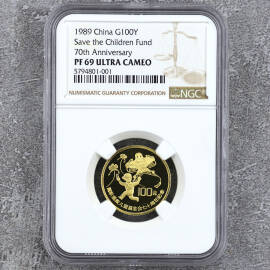 1989 China G100Y
Save the Children Fund
70th Anniversary
PF 69 ULTRA CAMEO
5794801-001
NUMISMATIC GUARANTY CORPORATION
NGC
100元